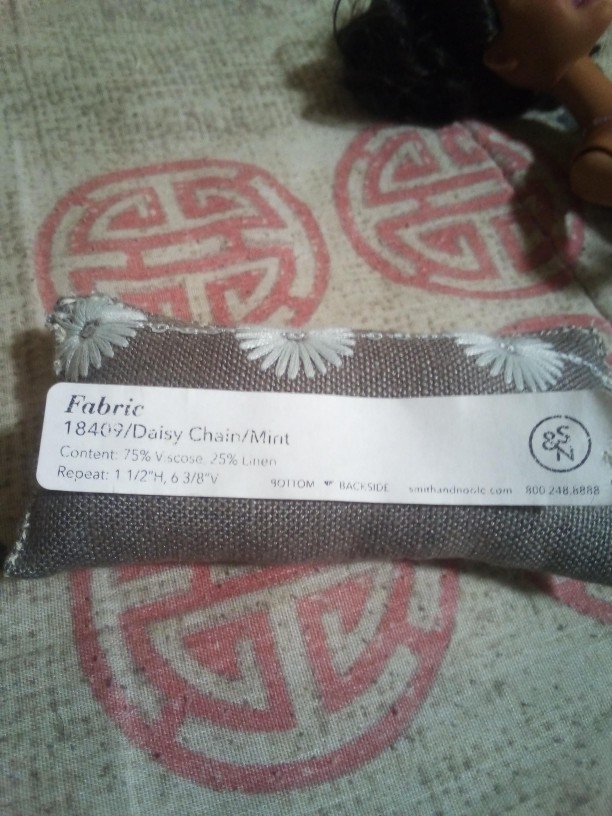 Fabric
18409/Daisy Chain/Mint
Content: 75% Viscose, 25% Linen
Repeat: 1 1/2"H, 6 3/8"V
BOTTOM ▼ BACKSIDE
smithandnoble.com
800.248.8888
S&N